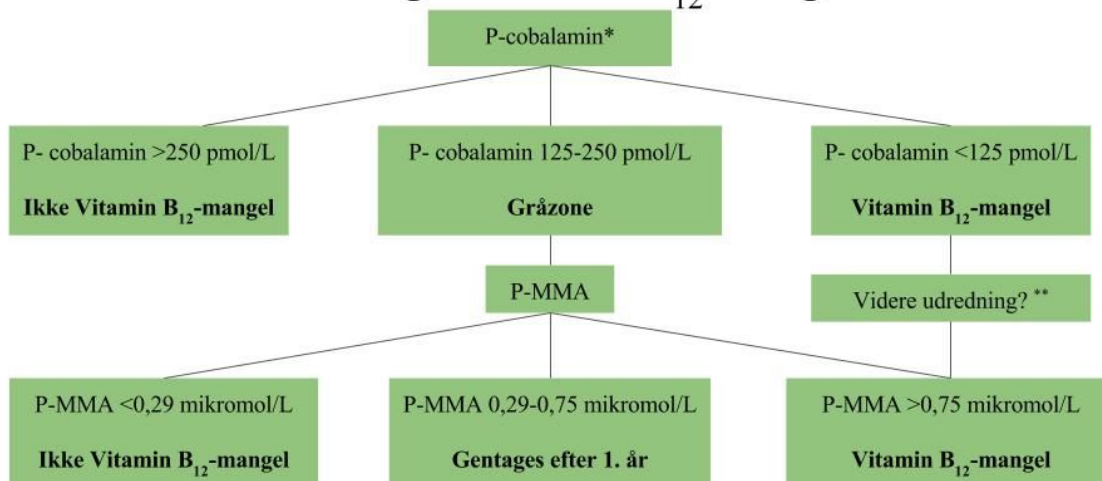 12
P-cobalamin*
P- cobalamin >250 pmol/L
Ikke Vitamin B12-mangel
P- cobalamin 125-250 pmol/L
Gråzone
P- cobalamin <125 pmol/L
Vitamin B12-mangel
P-MMA
Videre udredning? **
P-MMA <0,29 mikromol/L
Ikke Vitamin B12-mangel
P-MMA 0,29-0,75 mikromol/L
Gentages efter 1. år
P-MMA >0,75 mikromol/L
Vitamin B12-mangel